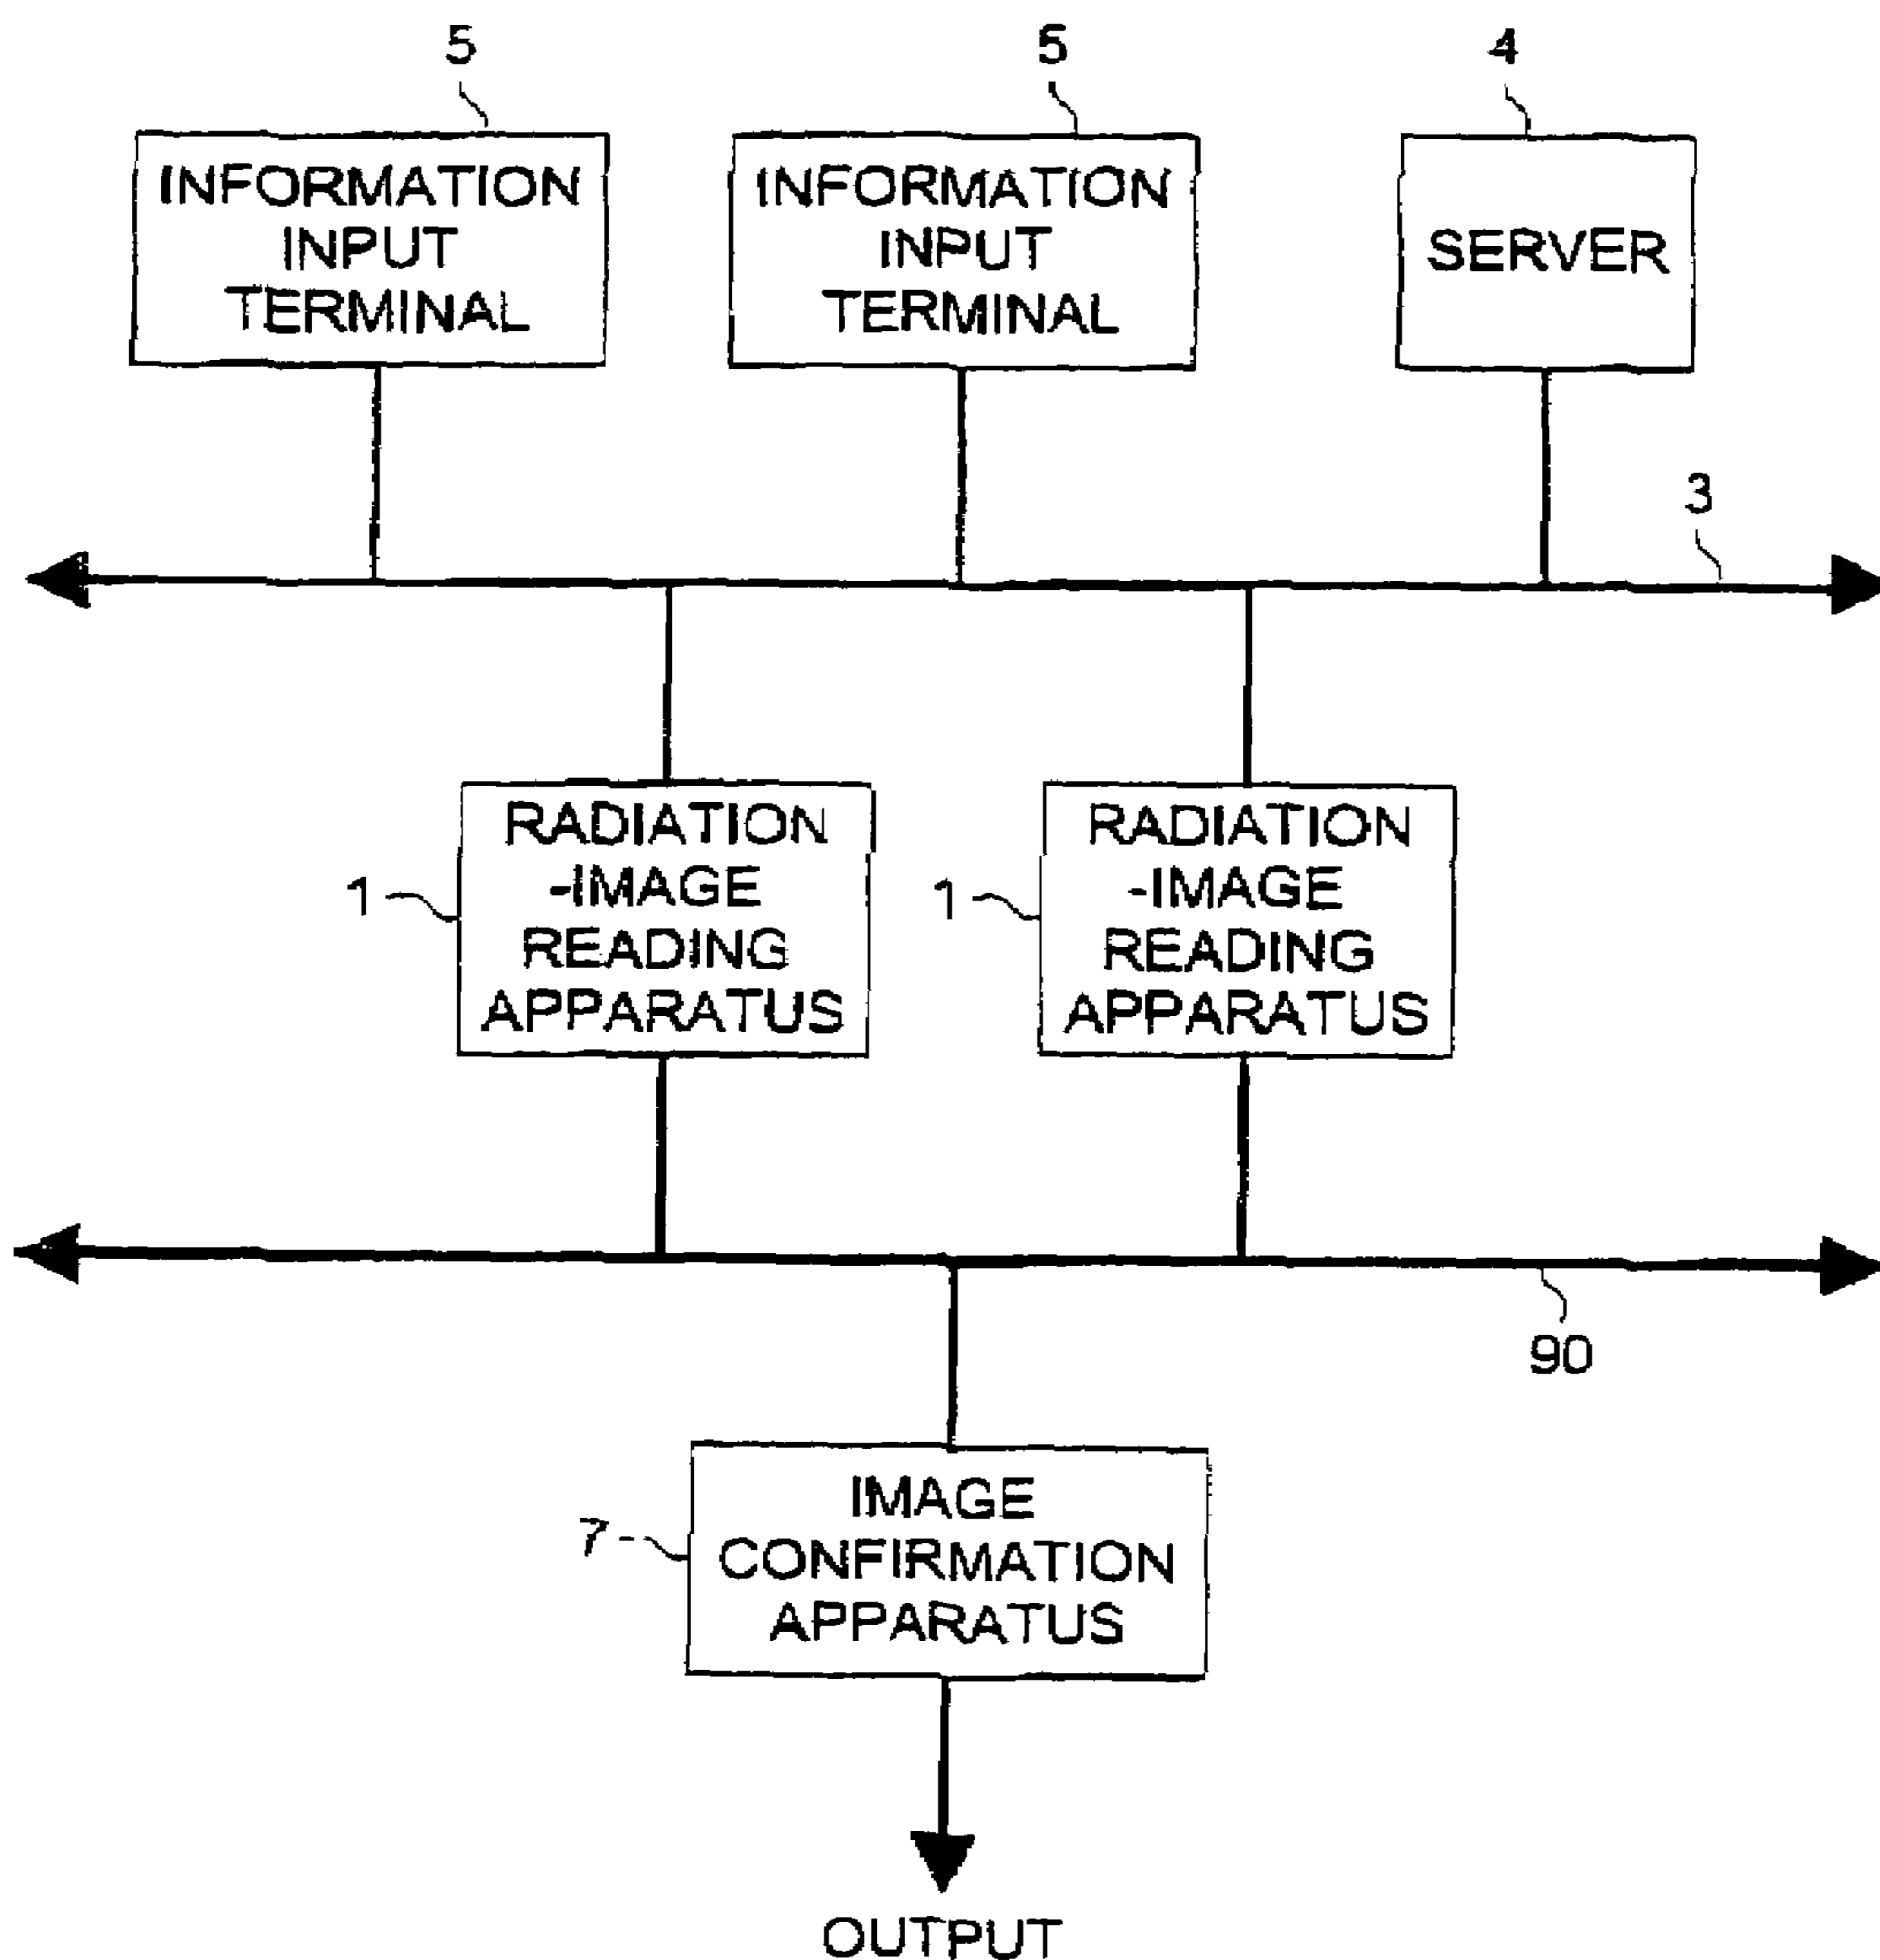 5
5
4
INFORMATION
INPUT
TERMINAL
INFORMATION
INPUT
TERMINAL
SERVER
3
1
RADIATION
-IMAGE
READING
APPARATUS
1
RADIATION
-IMAGE
READING
APPARATUS
90
7
IMAGE
CONFIRMATION
APPARATUS
OUTPUT